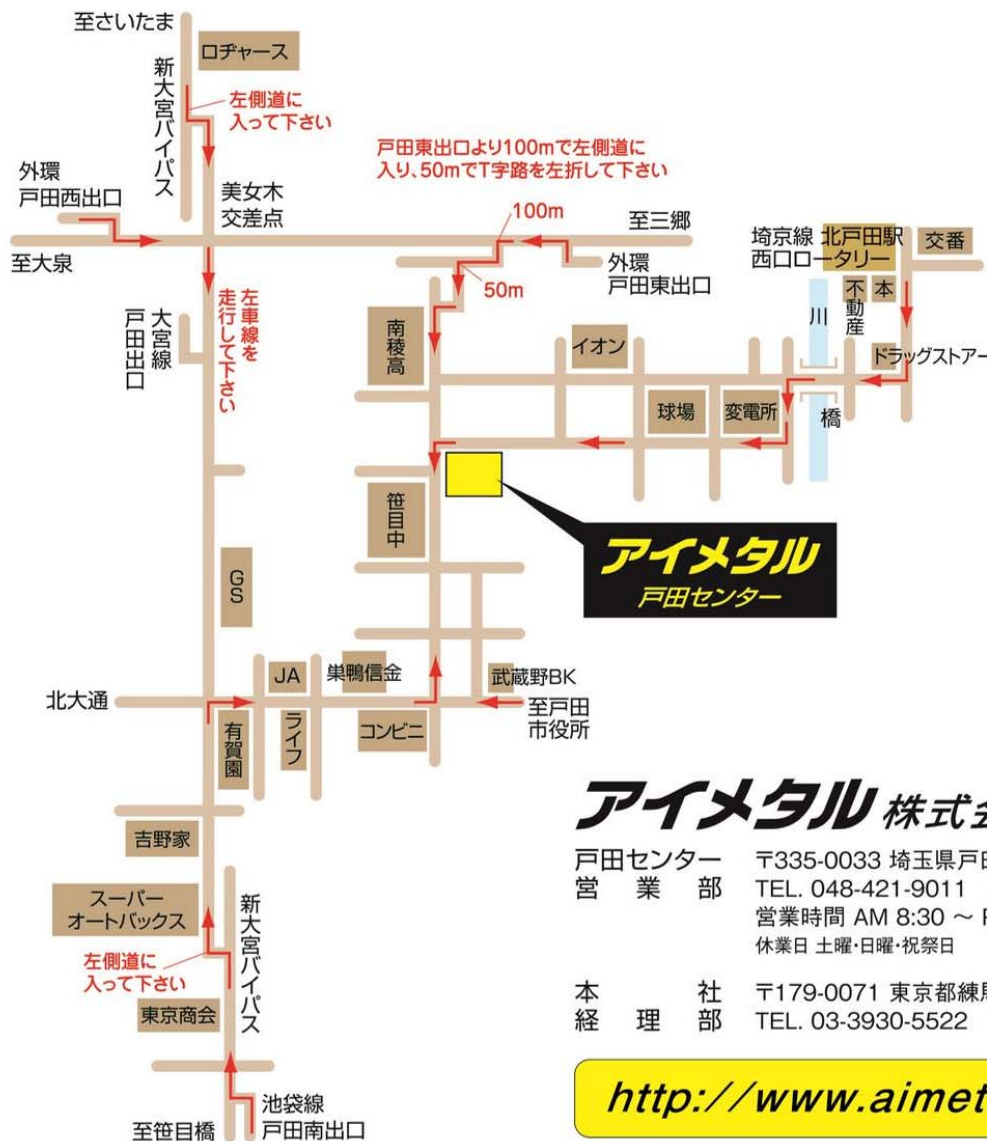 至さいたま
ロヂャース
新大宮バイパス
左側道に
入って下さい
戸田東出口より100mで左側道に
入り、50mでT字路を左折して下さい
外環
戸田西出口
美女木
交差点
100m
至三郷
埼京線 北戸田駅
西口ロータリー
交番
至大泉
50m
外環
戸田東出口
不動産
本
川
大宮線
戸田出口
左車線を
走行して下さい
南稜高
イオン
ドラッグストアー
球場
変電所
橋
笹目中
アイメタル
戸田センター
GS
JA
巣鴨信金
武蔵野BK
北大通
至戸田
市役所
有賀園
ライフ
コンビニ
吉野家
スーパー
オートバックス
新大宮バイパス
左側道に
入って下さい
東京商会
池袋線
戸田南出口
至笹目橋
アイメタル 株式
戸田センター 〒335-0033 埼玉県戸田
営業部 TEL. 048-421-9011
営業時間 AM 8:30 ～
休業日 土曜・日曜・祝祭日
本社 〒179-0071 東京都練馬
経理部 TEL. 03-3930-5522
http://www.aimet